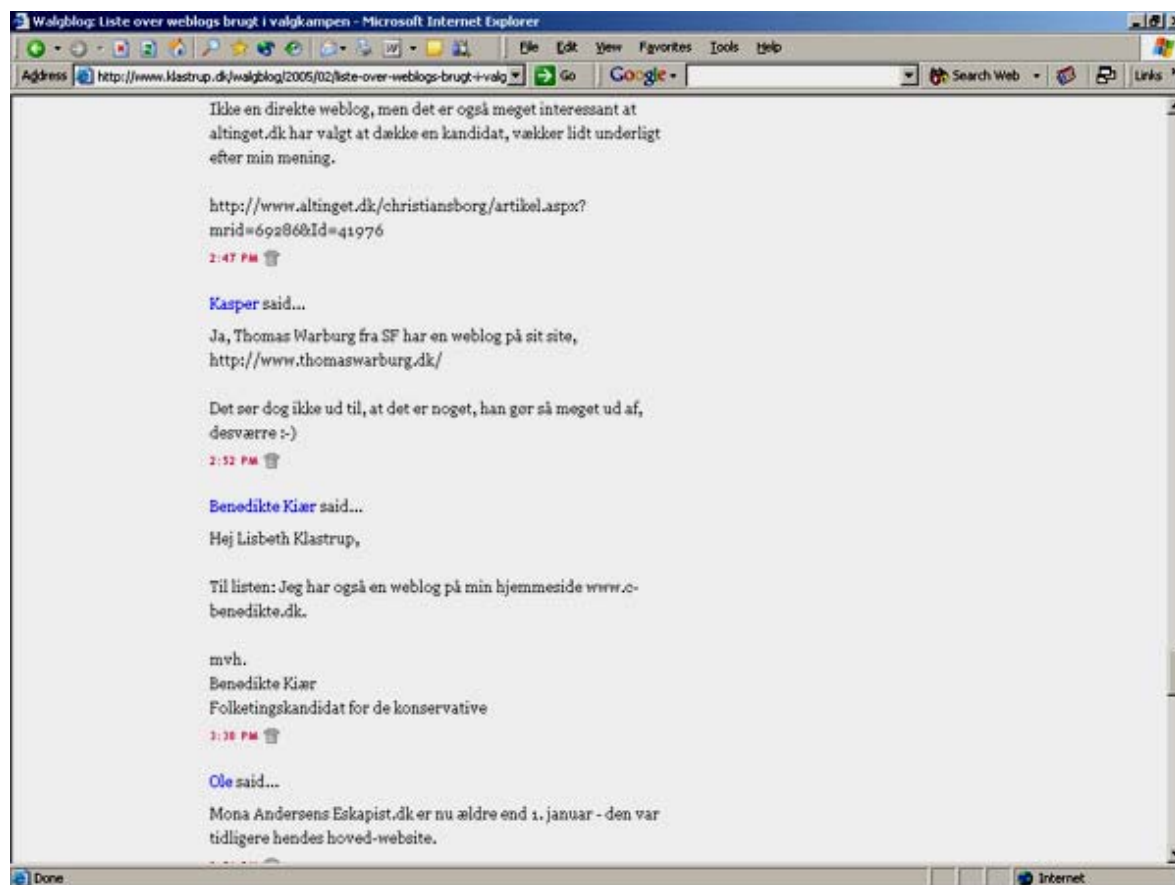 Walgblog: Liste over weblogs brugt i valgkampen - Microsoft Internet Explorer
File Edit View Favorites Tools Help
Address http://www.klastrup.dk/walgblog/2005/02/liste-over-weblogs-brugt-i-valg Go Google Search Web Links
Ikke en direkte weblog, men det er også meget interessant at
altinget.dk har valgt at dække en kandidat, vækker lidt underligt
efter min mening.
http://www.altinget.dk/christiansborg/artikel.aspx?
mrid=69286&Id=41976
2:47 PM
Kasper said...
Ja, Thomas Warburg fra SF har en weblog på sit site,
http://www.thomaswarburg.dk/
Det ser dog ikke ud til, at det er noget, han gør så meget ud af,
desværre :-)
2:52 PM
Benedikte Kiær said...
Hej Lisbeth Klastrup,
Til listen: Jeg har også en weblog på min hjemmeside www.c-
benedikte.dk.
mvh.
Benedikte Kiær
Folketingskandidat for de konservative
3:38 PM
Ole said...
Mona Andersens Eskapist.dk er nu ældre end 1. januar - den var
tidligere hendes hoved-website.
Done
Internet